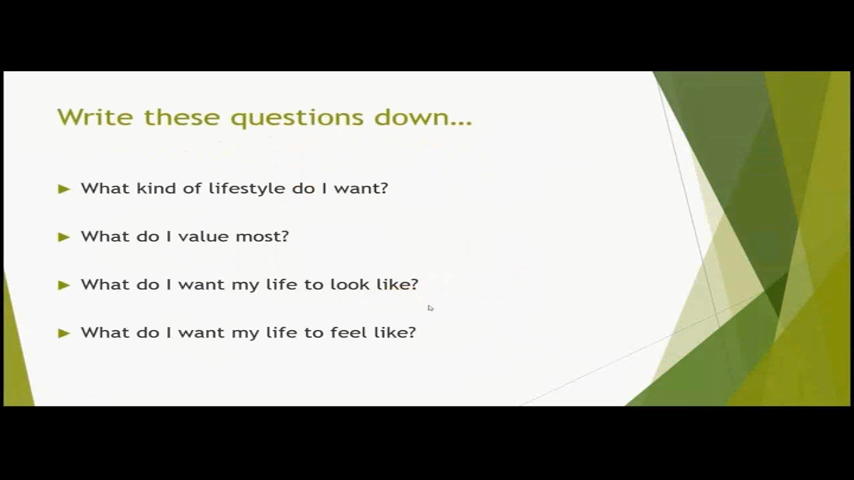 Write these questions down...
What kind of lifestyle do I want?
What do I value most?
What do I want my life to look like?
What do I want my life to feel like?